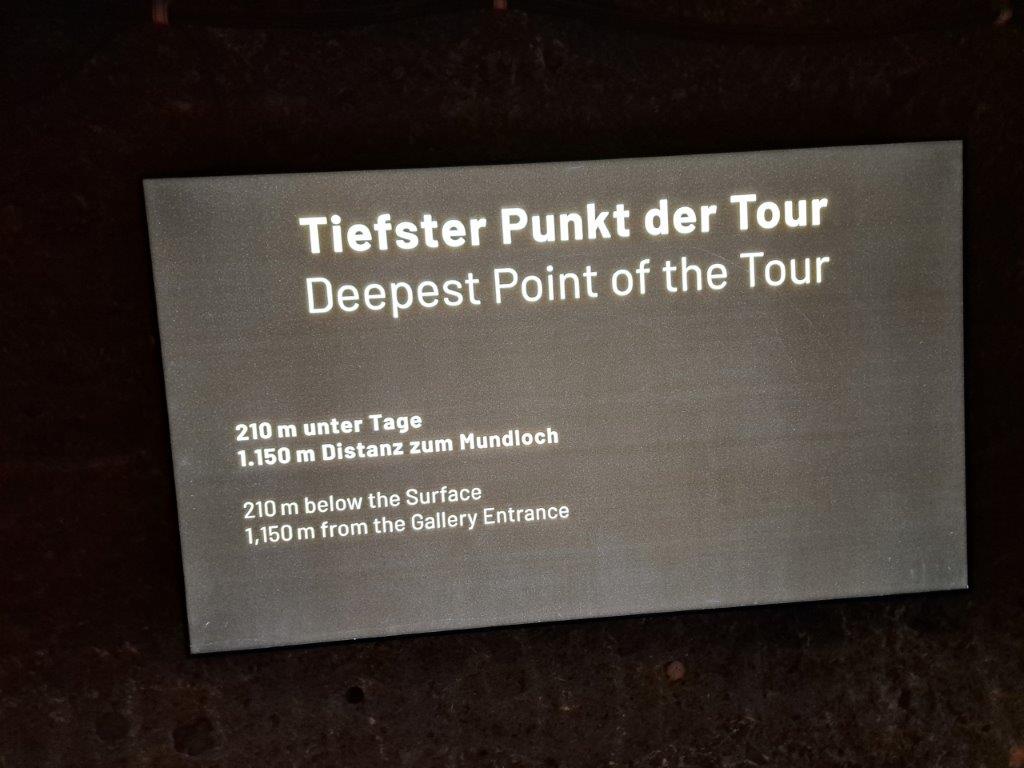 Tiefster Punkt der Tour
Deepest Point of the Tour
210 m unter Tage
1.150 m Distanz zum Mundloch
210 m below the Surface
1,150 m from the Gallery Entrance